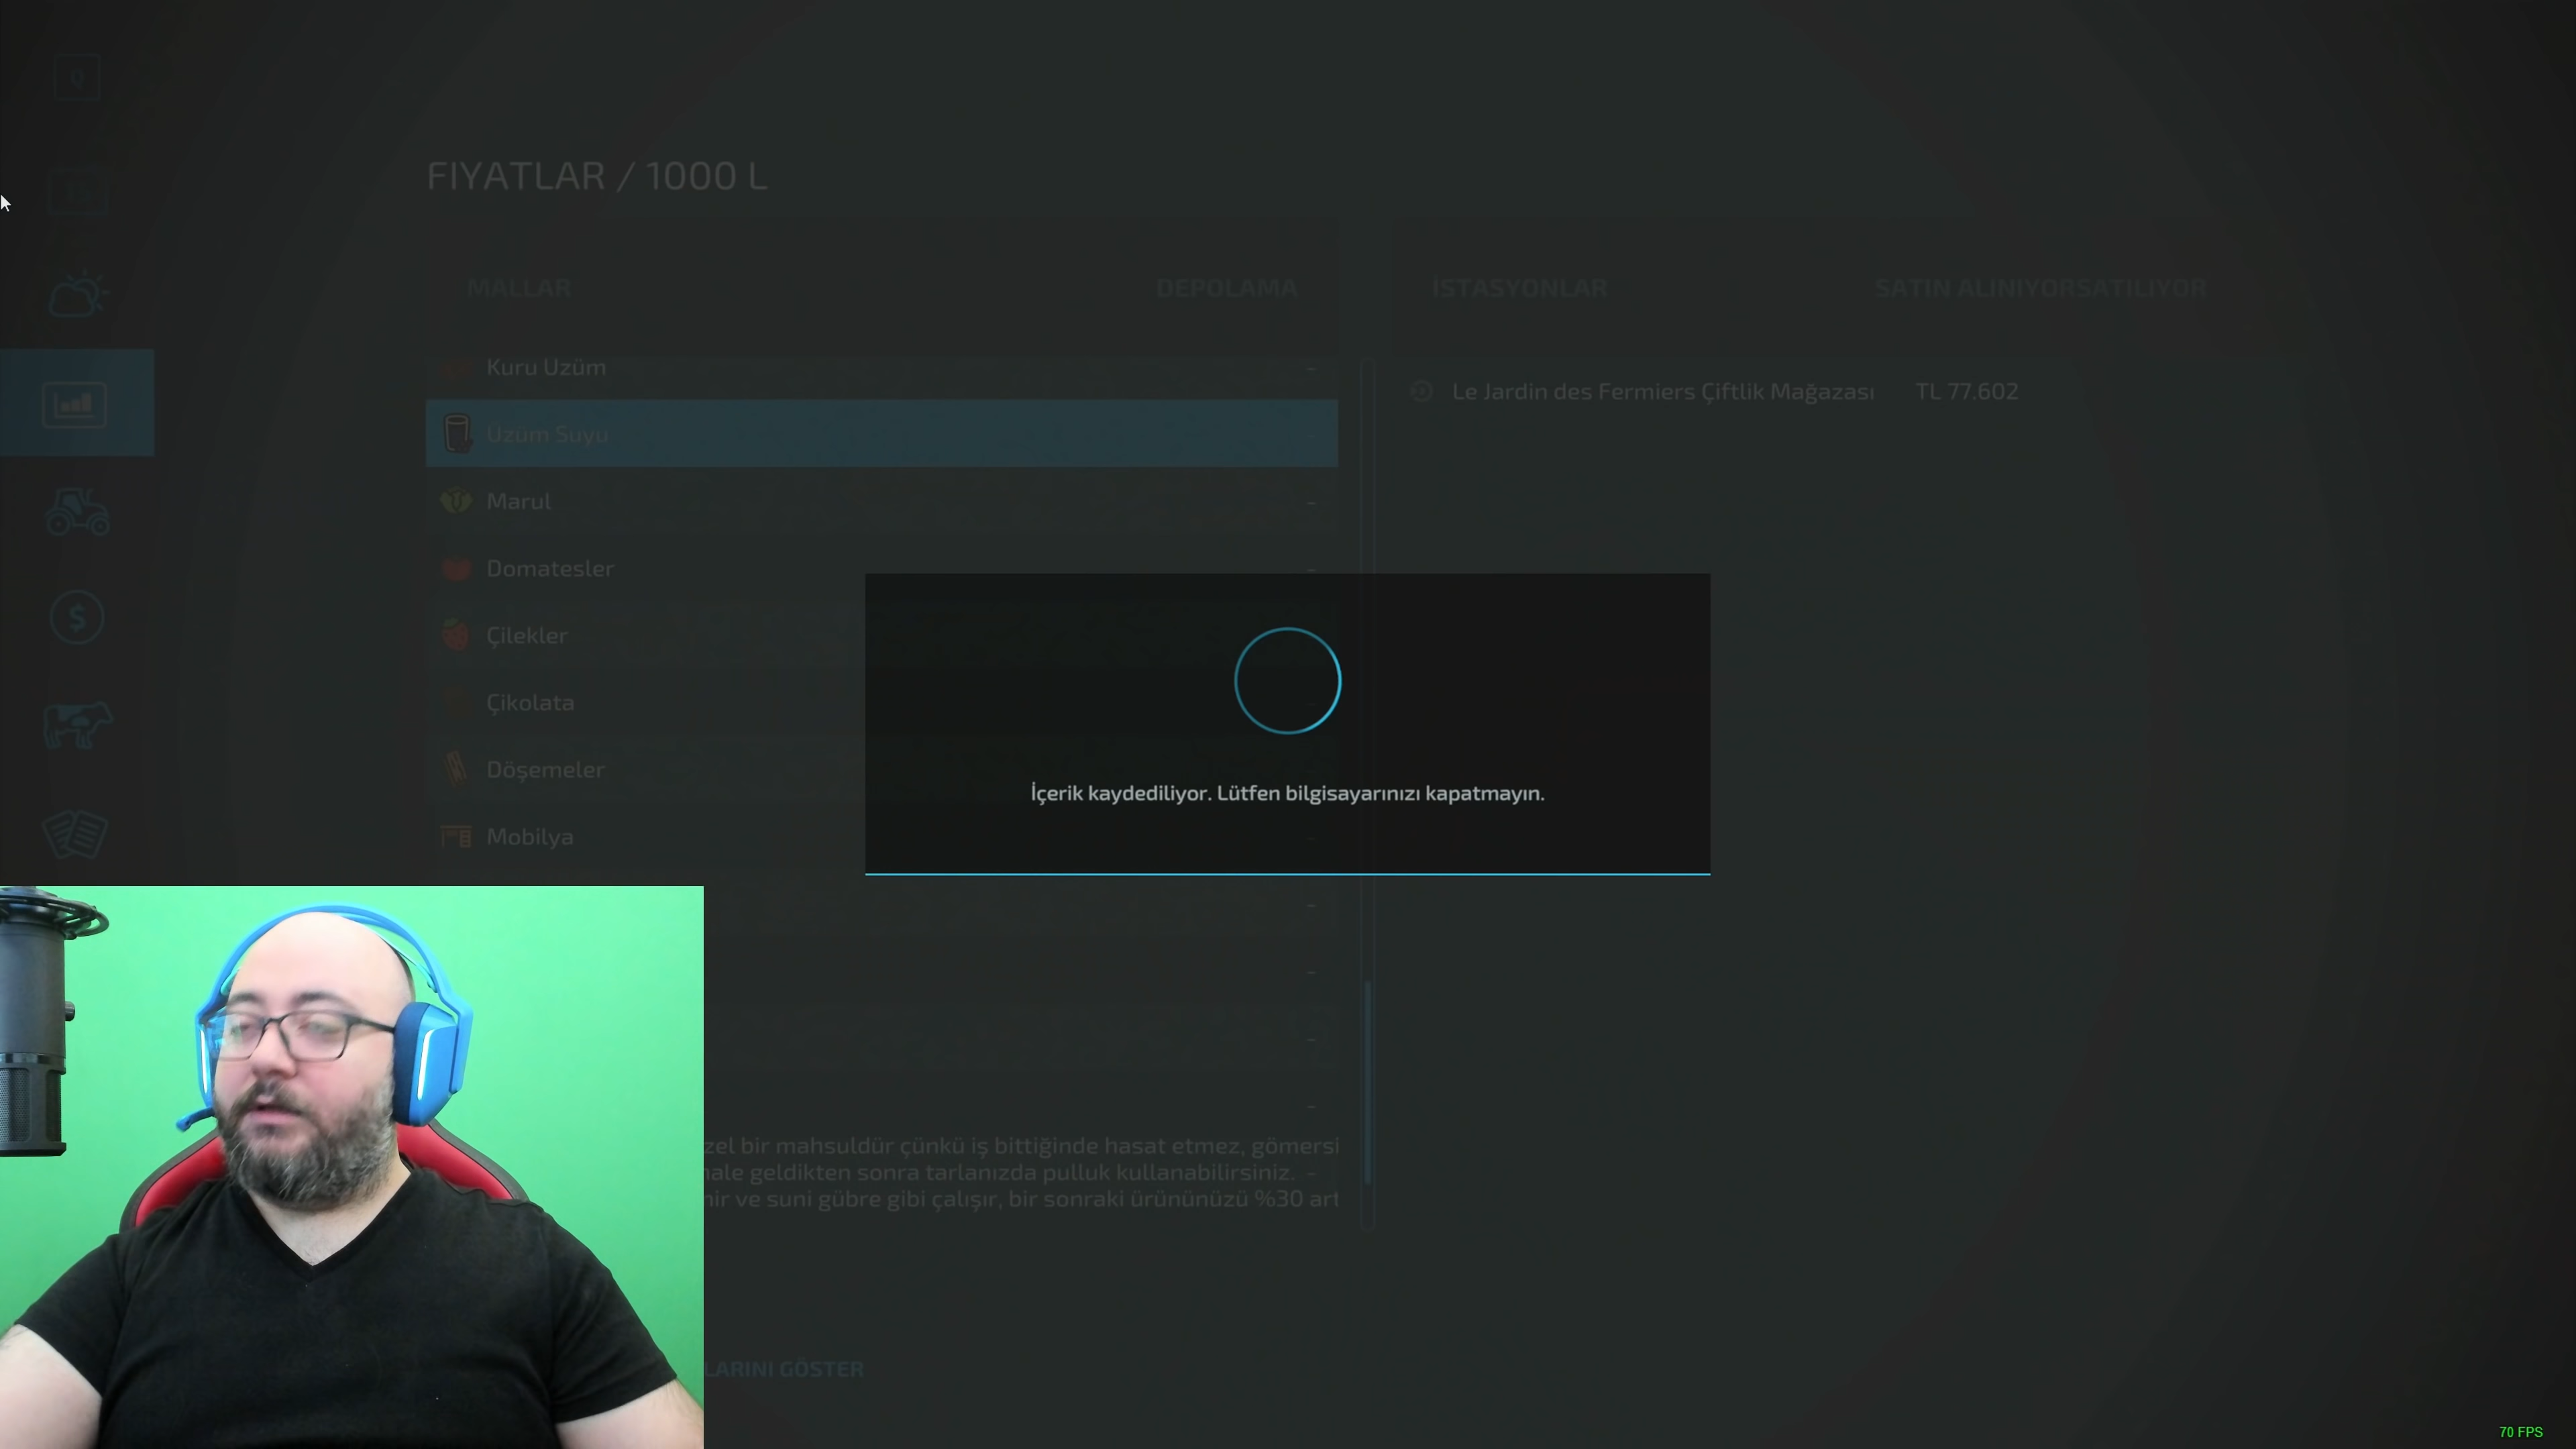 Q
FIYATLAR / 1000 L
MALLAR DEPOLAMA İSTASYONLAR SATIN ALINIYORSATILIYOR
Kuru Üzüm -
Üzüm Suyu - Le Jardin des Fermiers Çiftlik Mağazası TL 77.602
Marul -
Domatesler -
Çilekler
Çikolata
Döşemeler
Mobilya -
İçerik kaydediliyor. Lütfen bilgisayarınızı kapatmayın.
-
-
-
-
zel bir mahsuldür çünkü iş bittiğinde hasat etmez, gömersi
hale geldikten sonra tarlanızda pulluk kullanabilirsiniz. -
nir ve suni gübre gibi çalışır, bir sonraki ürününüzü %30 art
LARINI GÖSTER
70 FPS